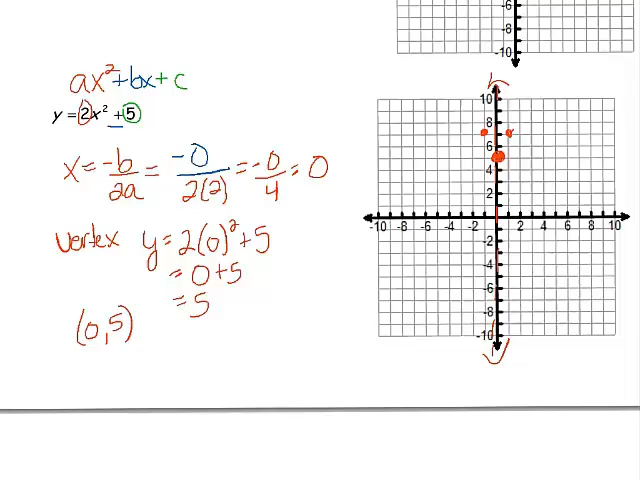 -6
-8
-10
ax² + bx + c
y = 2x² + 5
x = -b/2a = -0/2(2) = -0/4 = 0
vertex y = 2(0)² + 5
= 0 + 5
= 5
(0,5)
10
8
6
4
2
-10 -8 -6 -4 -2 2 4 6 8 10
-2
-4
-6
-8
-10